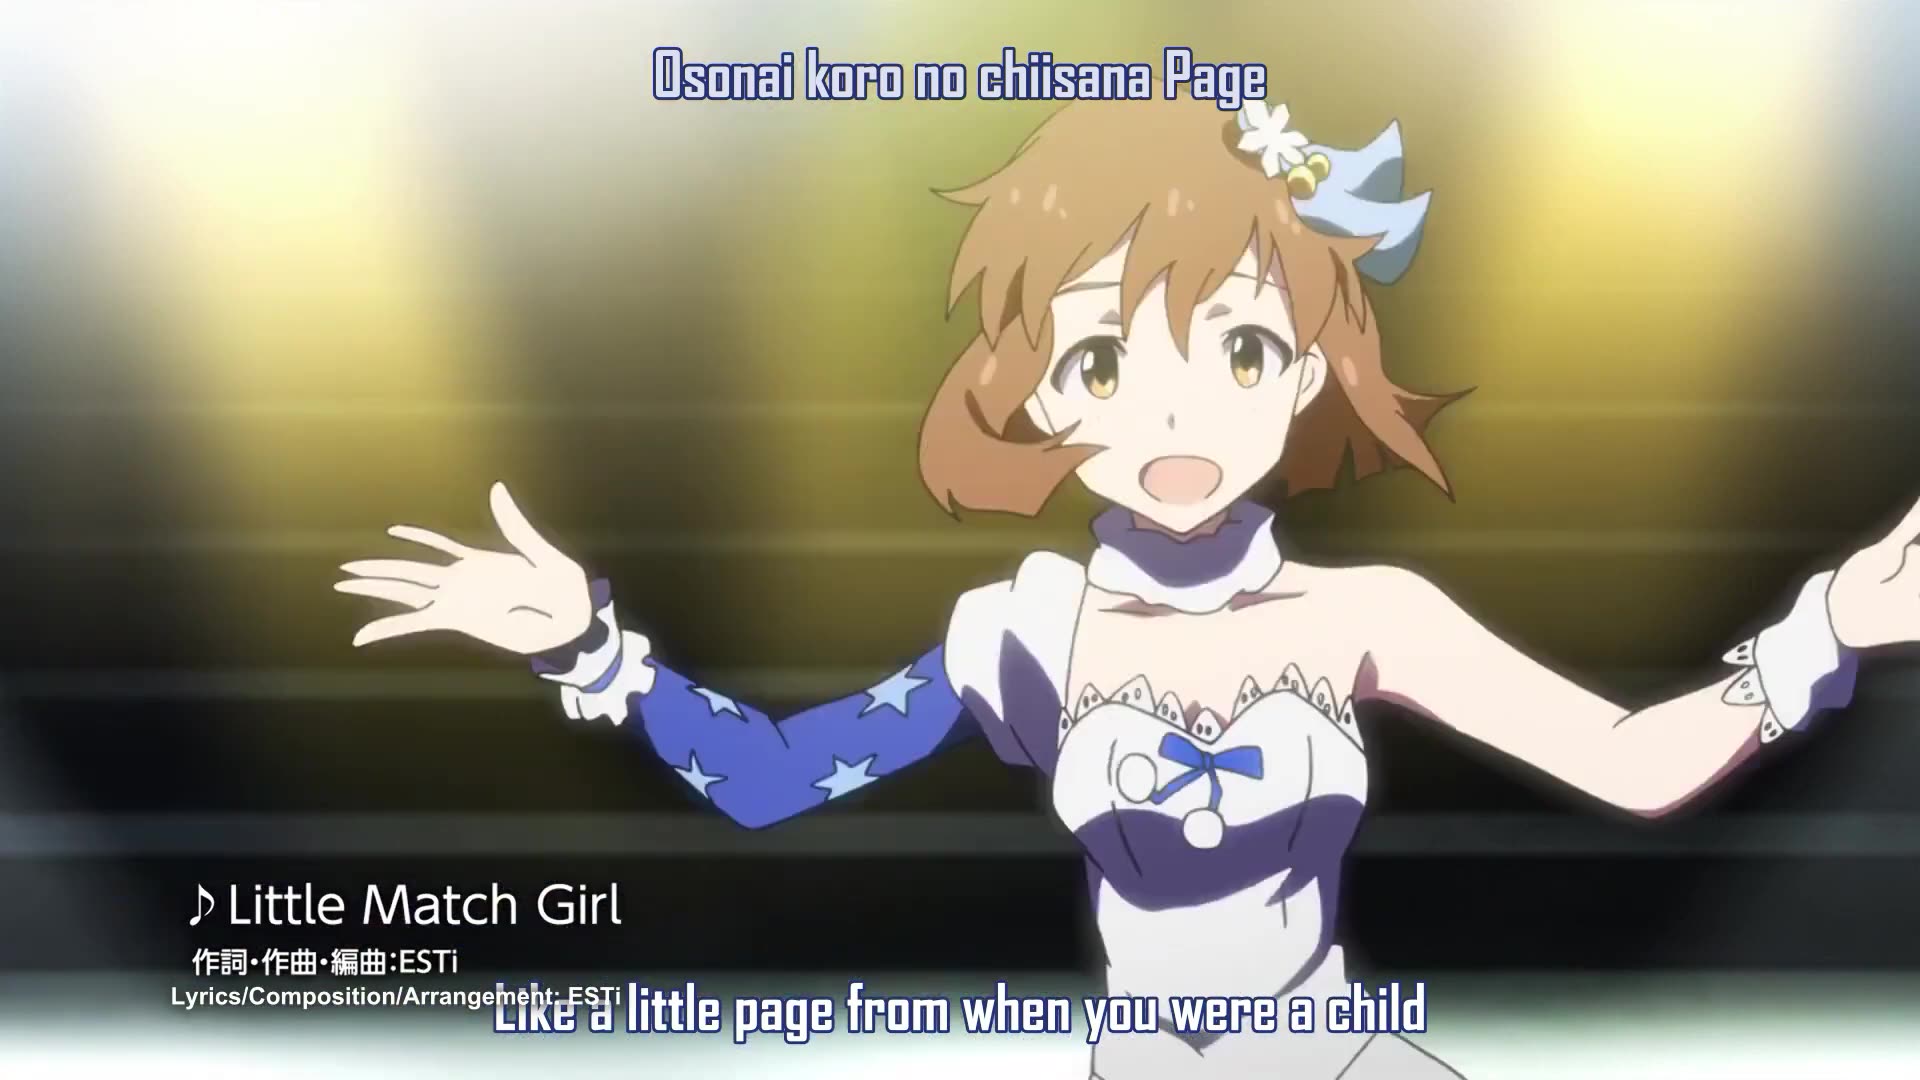 Osonai koro no chiisana Page
♪Little Match Girl
作詞・作曲・編曲：ESTi
Lyrics/Composition/Arrangement: ESTi
Like a little page from when you were a child